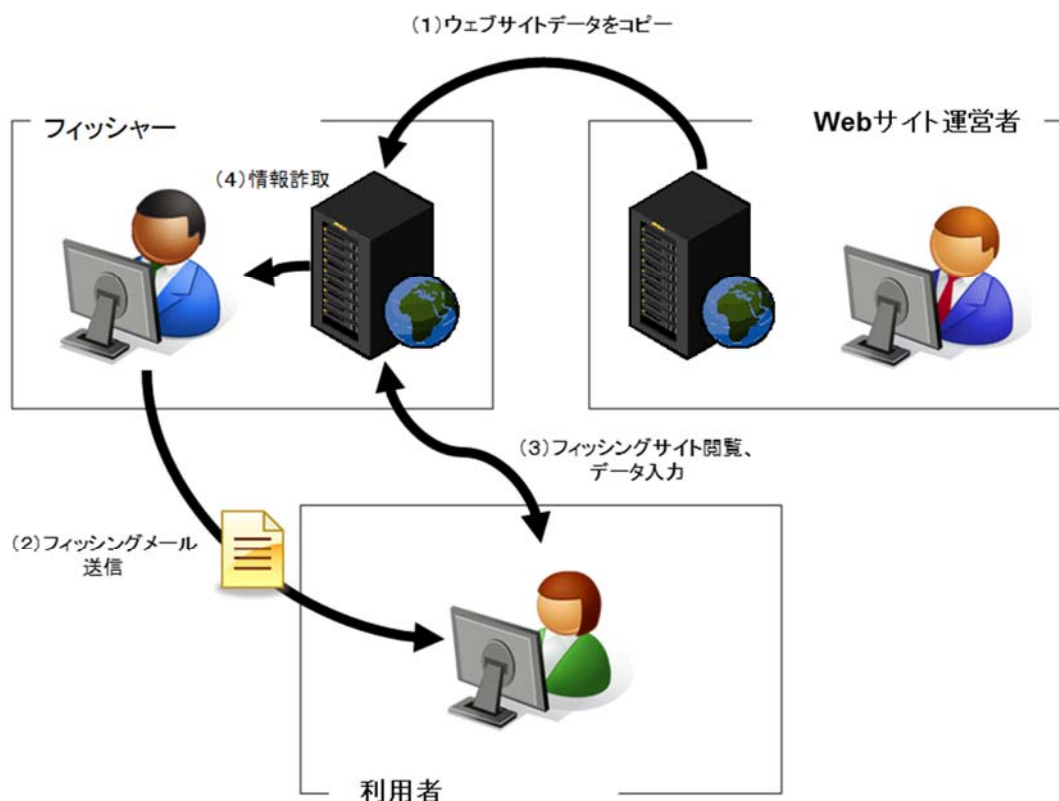 (1)ウェブサイトデータをコピー
フィッシャー
Webサイト運営者
(4)情報詐取
(3)フィッシングサイト閲覧、
データ入力
(2)フィッシングメール
送信
利用者